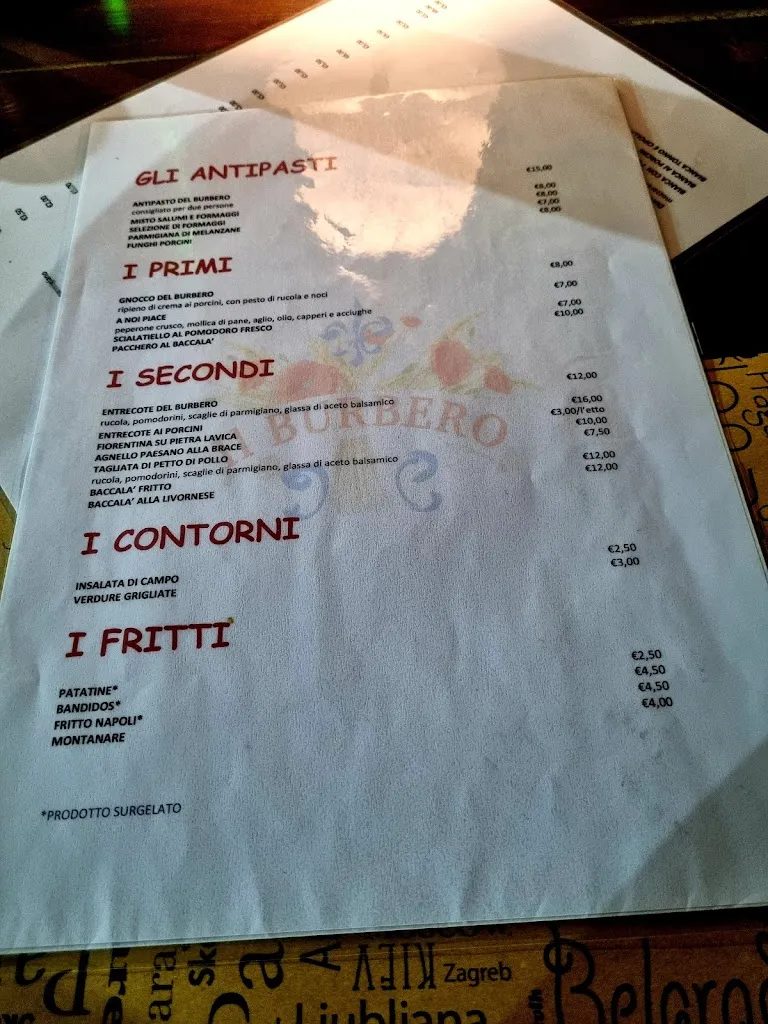 GLI ANTIPASTI
ANTIPASTO DEL BURBERO €15,00
consigliato per due persone
MISTO SALUMI E FORMAGGI €8,00
SELEZIONE DI FORMAGGI €8,00
PARMIGIANA DI MELANZANE €7,00
FUNGHI PORCINI €8,00
I PRIMI
GNOCCO DEL BURBERO €8,00
ripieno di crema ai porcini, con pesto di rucola e noci
A NOI PIACE €7,00
peperone crusco, mollica di pane, aglio, olio, capperi e acciughe
SCIALATIELLO AL POMODORO FRESCO €7,00
PACCHERO AL BACCALA' €10,00
I SECONDI
ENTRECOTE DEL BURBERO €12,00
rucola, pomodorini, scaglie di parmigiano, glassa di aceto balsamico
ENTRECOTE AI PORCINI €16,00
FIORENTINA SU PIETRA LAVICA €3,00/l'etto
AGNELLO PAESANO ALLA BRACE €10,00
TAGLIATA DI PETTO DI POLLO €7,50
rucola, pomodorini, scaglie di parmigiano, glassa di aceto balsamico
BACCALA' FRITTO €12,00
BACCALA' ALLA LIVORNESE €12,00
BURBERO
I CONTORNI
INSALATA DI CAMPO €2,50
VERDURE GRIGLIATE €3,00
I FRITTI
PATATINE* €2,50
BANDIDOS* €4,50
FRITTO NAPOLI* €4,50
MONTANARE €4,00
*PRODOTTO SURGELATO
KIEV
Zagreb
Ljubljana